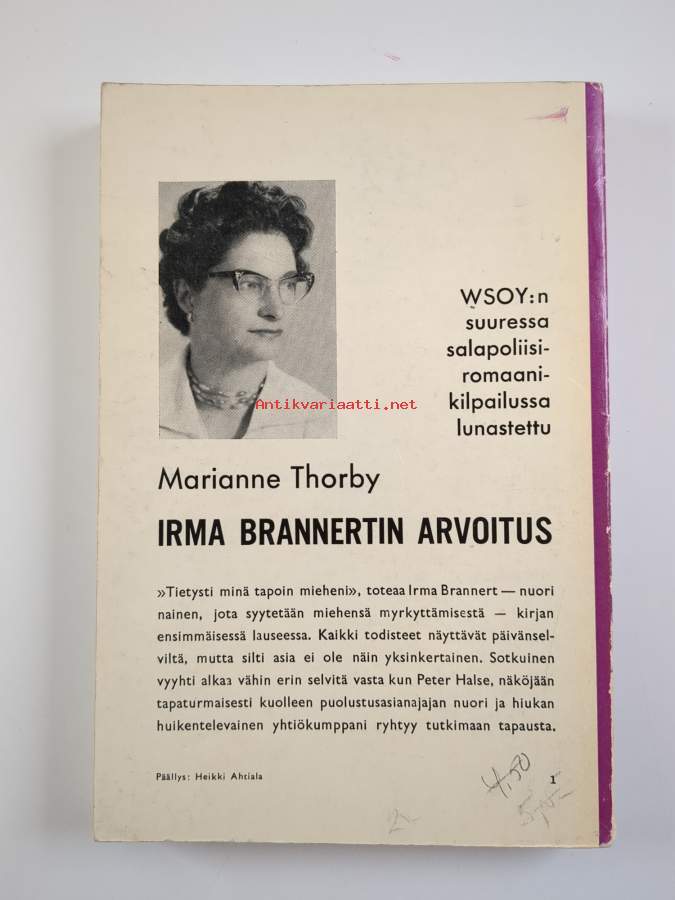 WSOY:n
suuressa
salapoliisi-
romaani-
kilpailussa
lunastettu
Antikvariaatti.net
Marianne Thorby
IRMA BRANNERTIN ARVOITUS
»Tietysti minä tapoin mieheni», toteaa Irma Brannert — nuori
nainen, jota syytetään miehensä myrkyttämisestä — kirjan
ensimmäisessä lauseessa. Kaikki todisteet näyttävät päivänsel-
viltä, mutta silti asia ei ole näin yksinkertainen. Sotkuinen
vyyhti alkaa vähin erin selvitä vasta kun Peter Halse, näköjään
tapaturmaisesti kuolleen puolustusasianajajan nuori ja hiukan
huikentelevainen yhtiökumppani ryhtyy tutkimaan tapausta.
Päällys: Heikki Ahtiala
4,50
1